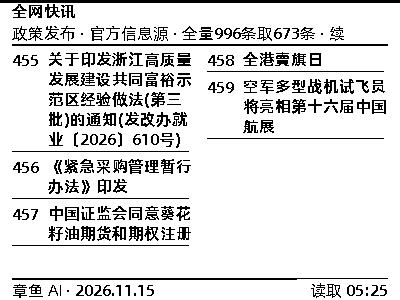 全网快讯
政策发布 · 官方信息源 · 全量996条取673条 · 续
455 关于印发浙江高质量
发展建设共同富裕示
范区经验做法(第三
批)的通知(发改办就
业〔2026〕610号)
456 《紧急采购管理暂行
办法》印发
457 中国证监会同意葵花
籽油期货和期权注册
458 全港卖旗日
459 空军多型战机试飞员
将亮相第十六届中国
航展
章鱼 AI · 2026.11.15
读取 05:25